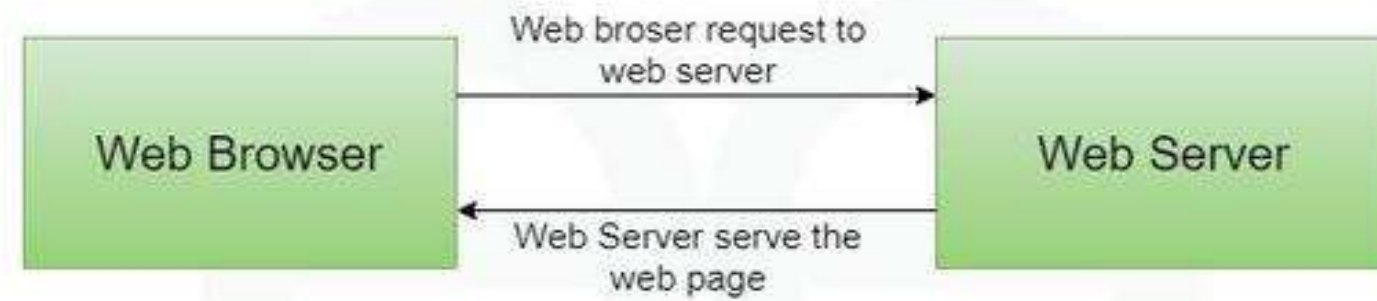 Web broser request to
web server
Web Browser
Web Server
Web Server serve the
web page